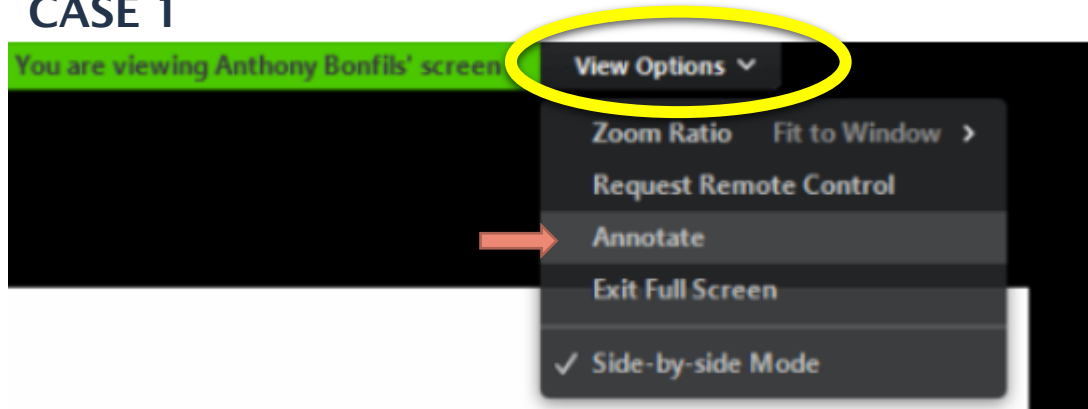 CASE 1
You are viewing Anthony Bonfils' screen View Options
Zoom Ratio Fit to Window >
Request Remote Control
Annotate
Exit Full Screen
✓ Side-by-side Mode